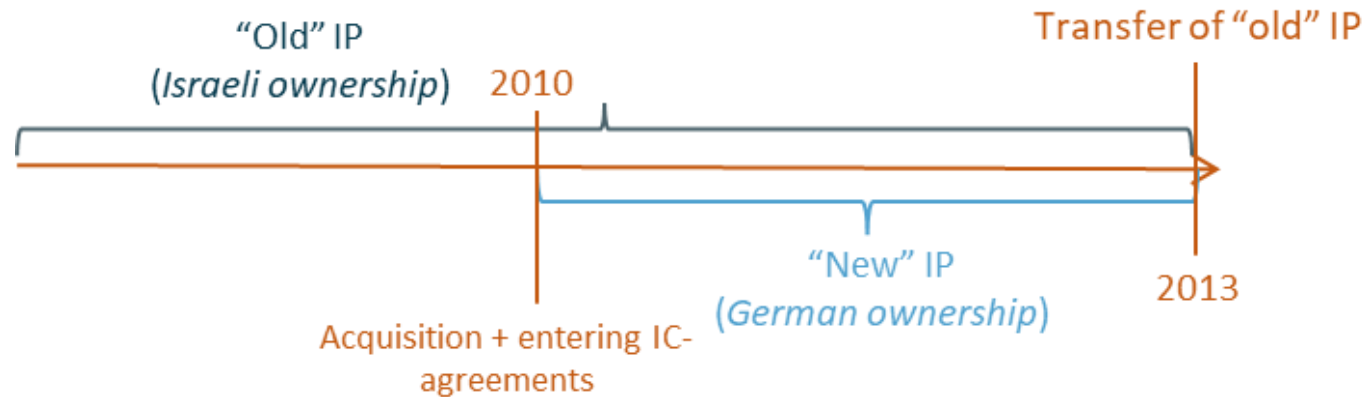 “Old” IP
(Israeli ownership)
2010
Transfer of “old” IP
“New” IP
(German ownership)
2013
Acquisition + entering IC-
agreements